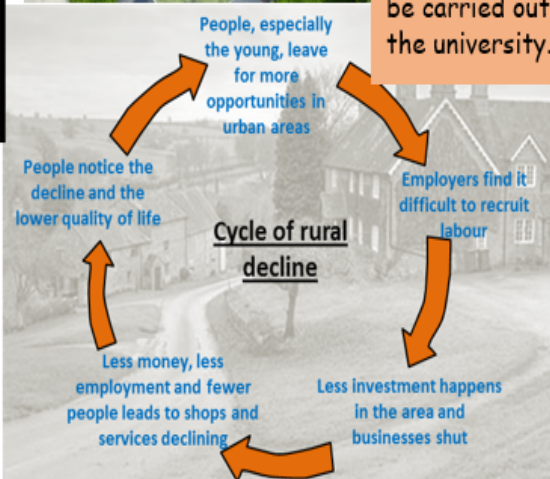 be carried out
the university.
People, especially
the young, leave
for more
opportunities in
urban areas
Employers find it
difficult to recruit
labour
Less investment happens
in the area and
businesses shut
Less money, less
employment and fewer
people leads to shops and
services declining
People notice the
decline and the
lower quality of life
Cycle of rural
decline